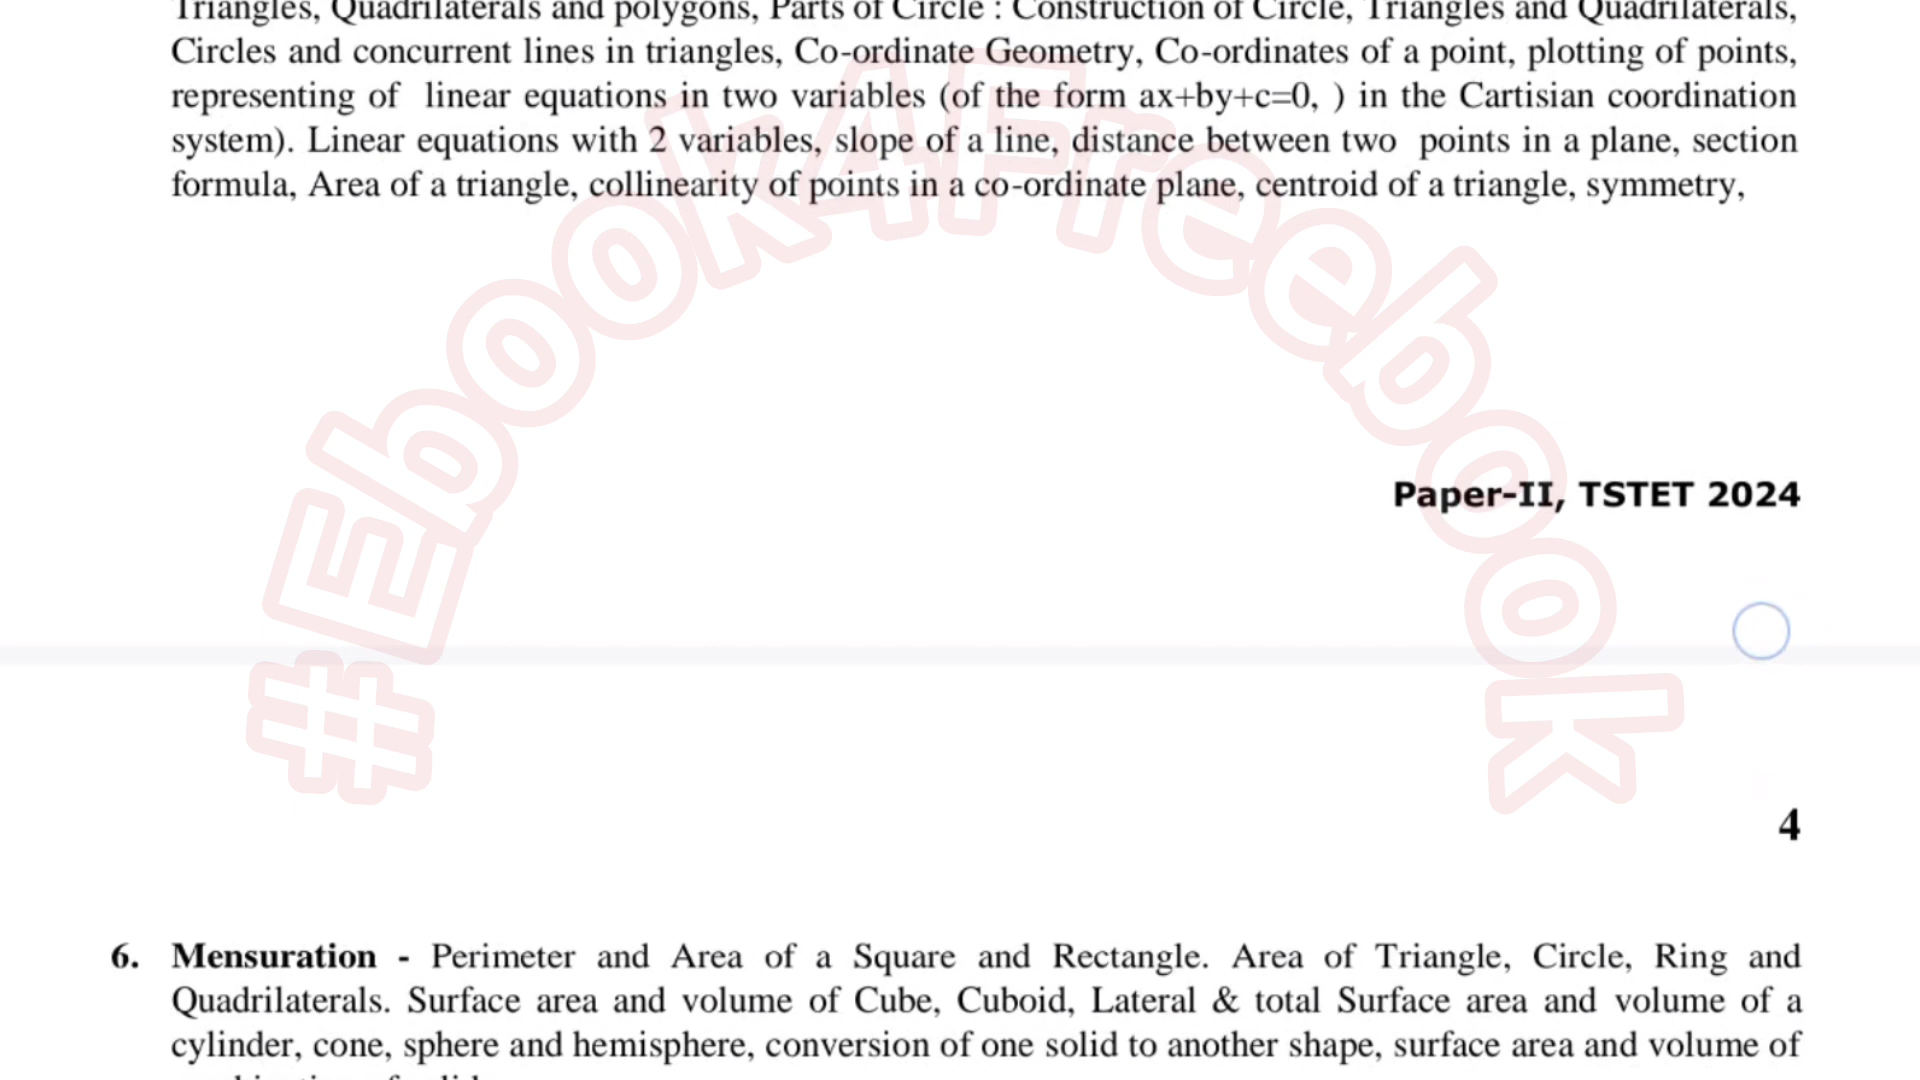 Triangles, Quadrilaterals and polygons, Parts of Circle : Construction of Circle, Triangles and Quadrilaterals,
Circles and concurrent lines in triangles, Co-ordinate Geometry, Co-ordinates of a point, plotting of points,
representing of linear equations in two variables (of the form ax+by+c=0, ) in the Cartisian coordination
system). Linear equations with 2 variables, slope of a line, distance between two points in a plane, section
formula, Area of a triangle, collinearity of points in a co-ordinate plane, centroid of a triangle, symmetry,
#Ebook4Freebook
Paper-II, TSTET 2024
4
6. Mensuration - Perimeter and Area of a Square and Rectangle. Area of Triangle, Circle, Ring and
Quadrilaterals. Surface area and volume of Cube, Cuboid, Lateral & total Surface area and volume of a
cylinder, cone, sphere and hemisphere, conversion of one solid to another shape, surface area and volume of